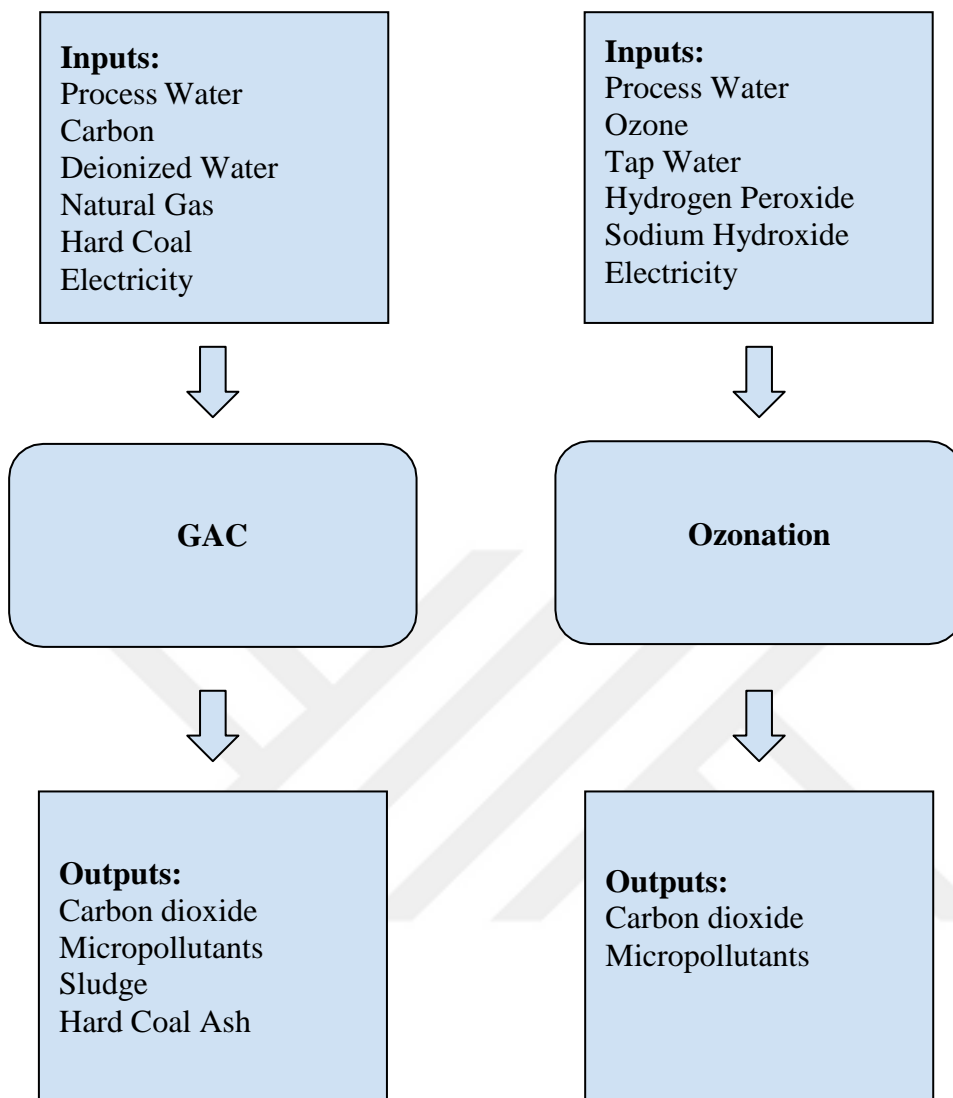 Inputs:
Process Water
Carbon
Deionized Water
Natural Gas
Hard Coal
Electricity
Inputs:
Process Water
Ozone
Tap Water
Hydrogen Peroxide
Sodium Hydroxide
Electricity
GAC
Ozonation
Outputs:
Carbon dioxide
Micropollutants
Sludge
Hard Coal Ash
Outputs:
Carbon dioxide
Micropollutants